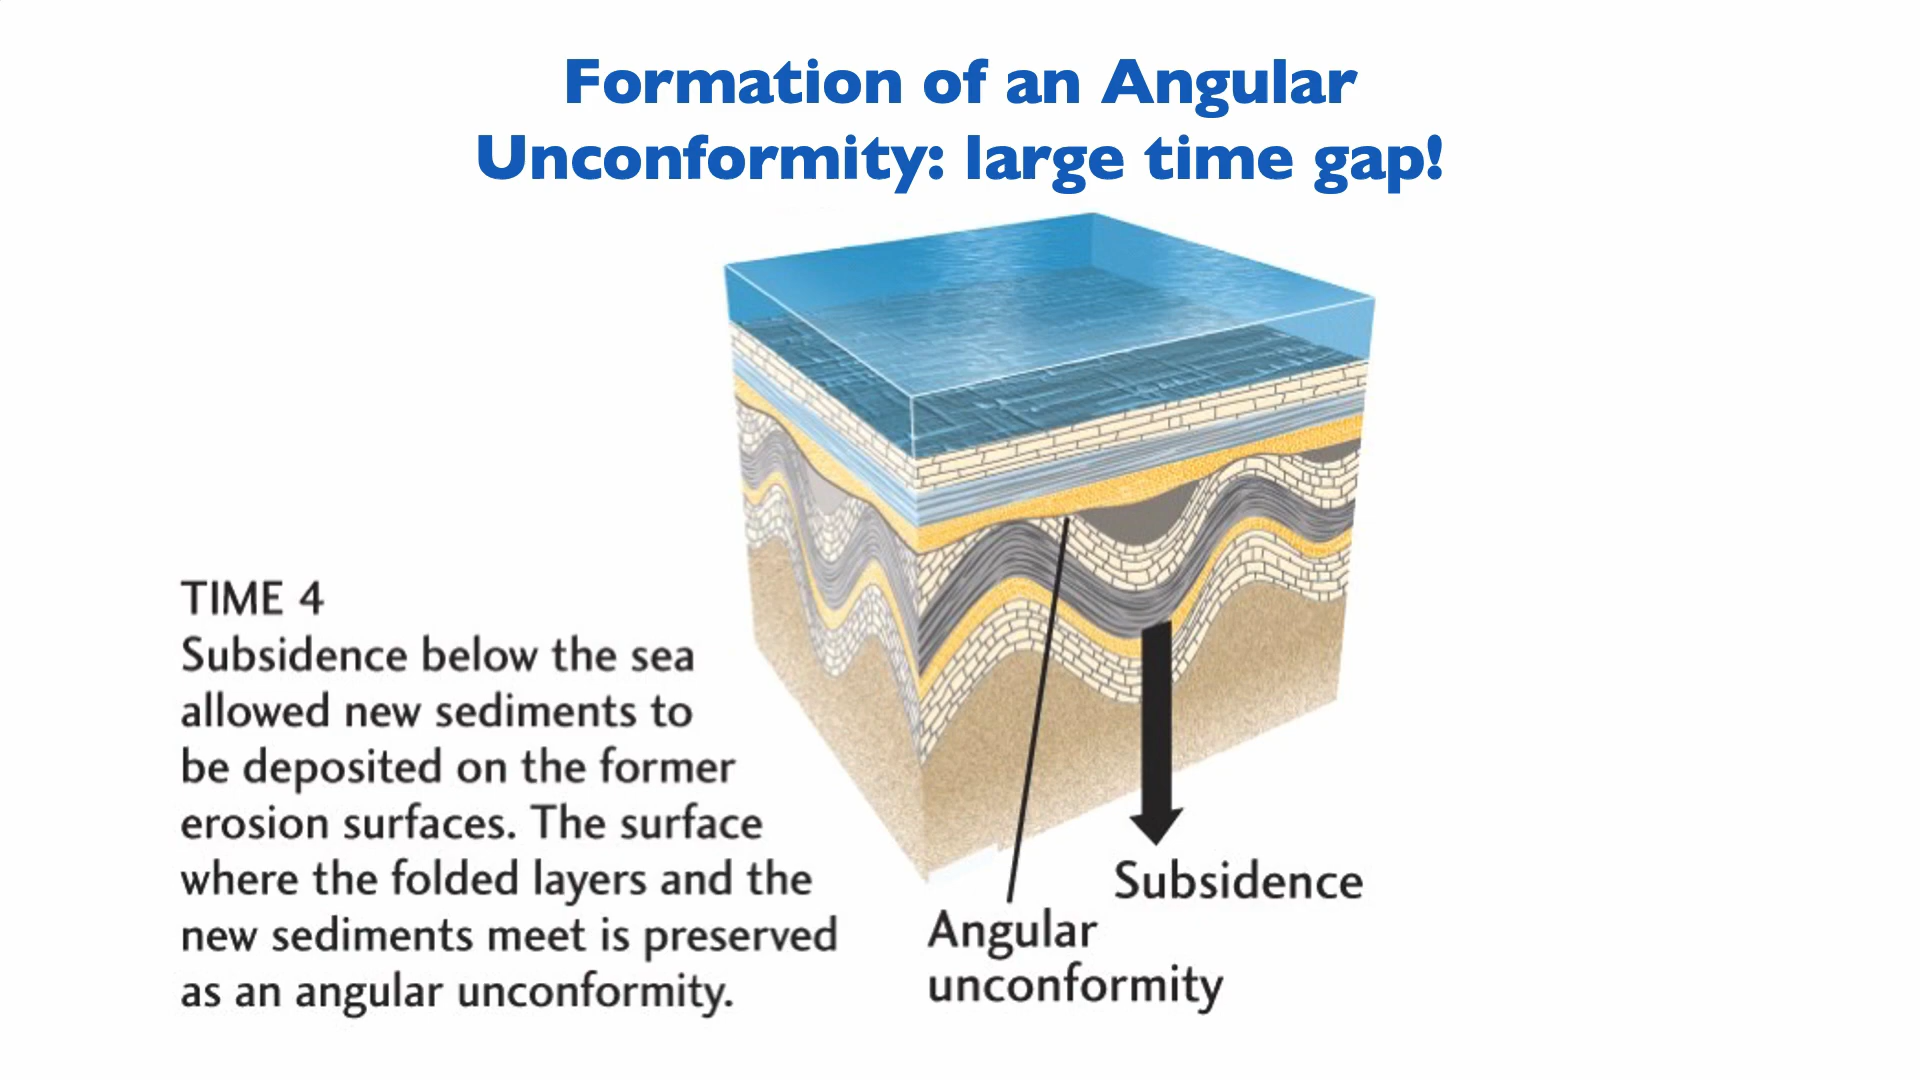 Formation of an Angular
Unconformity: large time gap!
TIME 4
Subsidence below the sea
allowed new sediments to
be deposited on the former
erosion surfaces. The surface
where the folded layers and the
new sediments meet is preserved
as an angular unconformity.
Subsidence
Angular
unconformity